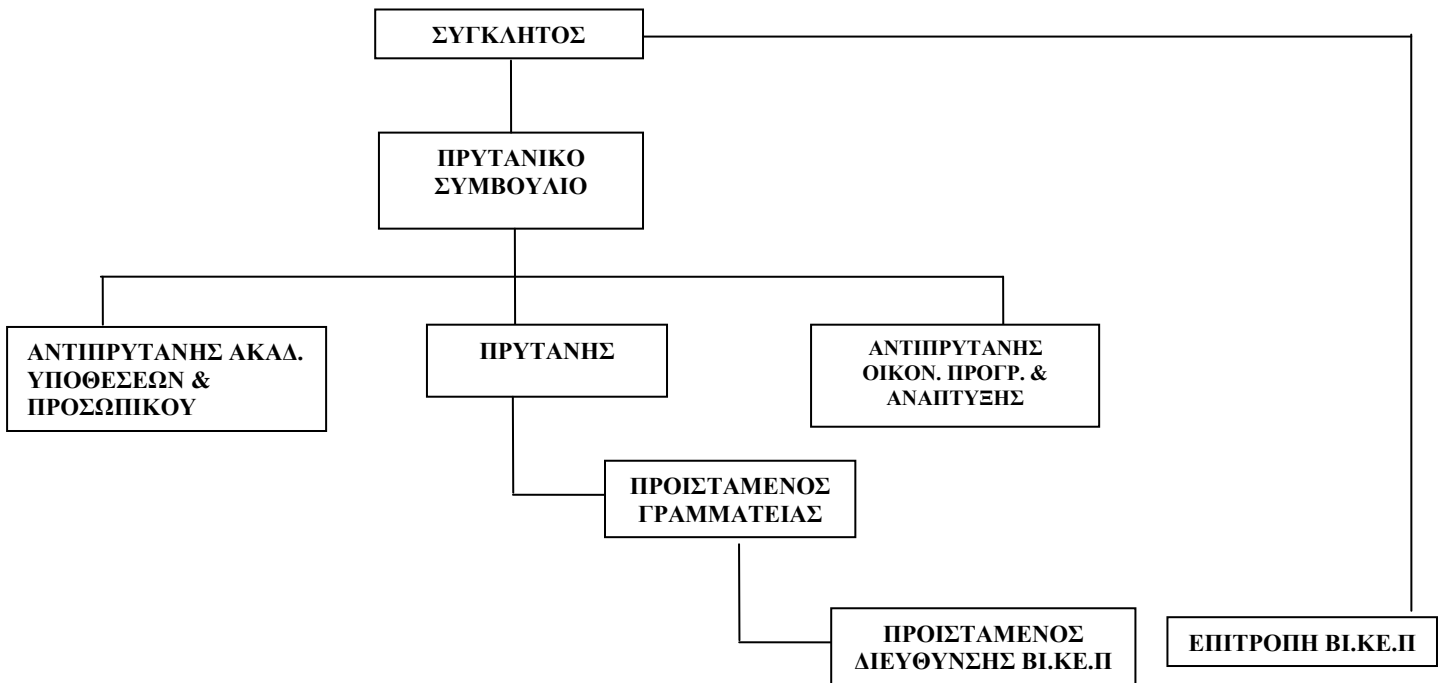 ΣΥΓΚΛΗΤΟΣ
ΠΡΥΤΑΝΙΚΟ
ΣΥΜΒΟΥΛΙΟ
ΑΝΤΙΠΡΥΤΑΝΗΣ ΑΚΑΔ.
ΥΠΟΘΕΣΕΩΝ &
ΠΡΟΣΩΠΙΚΟΥ
ΠΡΥΤΑΝΗΣ
ΑΝΤΙΠΡΥΤΑΝΗΣ
ΟΙΚΟΝ. ΠΡΟΓΡ. &
ΑΝΑΠΤΥΞΗΣ
ΠΡΟΙΣΤΑΜΕΝΟΣ
ΓΡΑΜΜΑΤΕΙΑΣ
ΠΡΟΙΣΤΑΜΕΝΟΣ
ΔΙΕΥΘΥΝΣΗΣ ΒΙ.ΚΕ.Π
ΕΠΙΤΡΟΠΗ ΒΙ.ΚΕ.Π